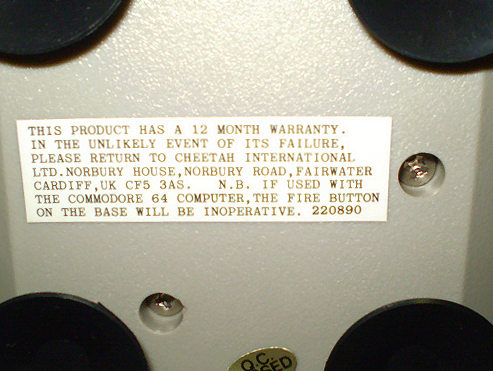 THIS PRODUCT HAS A 12 MONTH WARRANTY.
IN THE UNLIKELY EVENT OF ITS FAILURE,
PLEASE RETURN TO CHEETAH INTERNATIONAL
LTD.NORBURY HOUSE,NORBURY ROAD,FAIRWATER
CARDIFF,UK CF5 3AS. N.B. IF USED WITH
THE COMMODORE 64 COMPUTER,THE FIRE BUTTON
ON THE BASE WILL BE INOPERATIVE. 220890
Q.C.